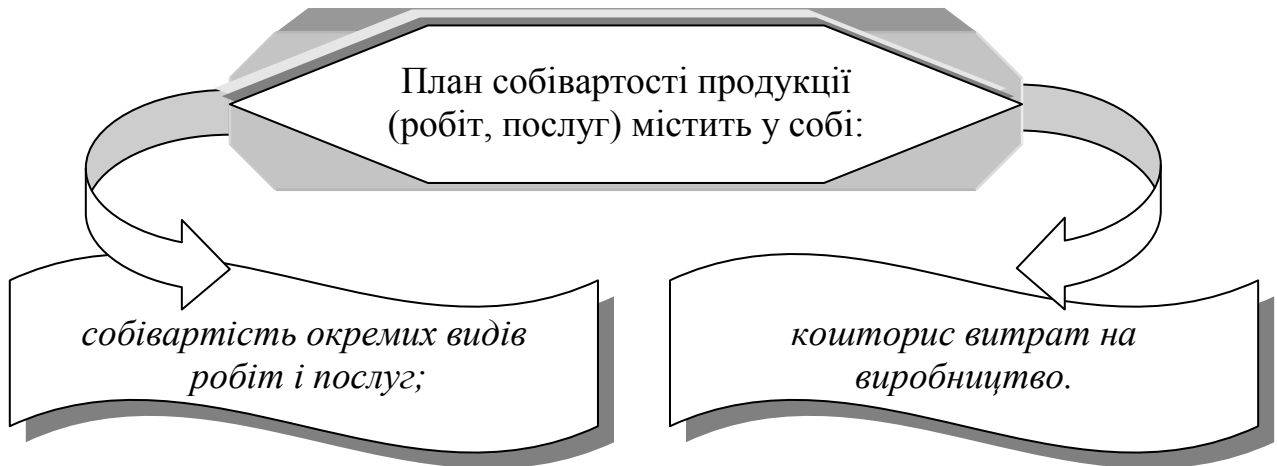 План собівартості продукції
(робіт, послуг) містить у собі:
собівартість окремих видів
робіт і послуг;
кошторис витрат на
виробництво.